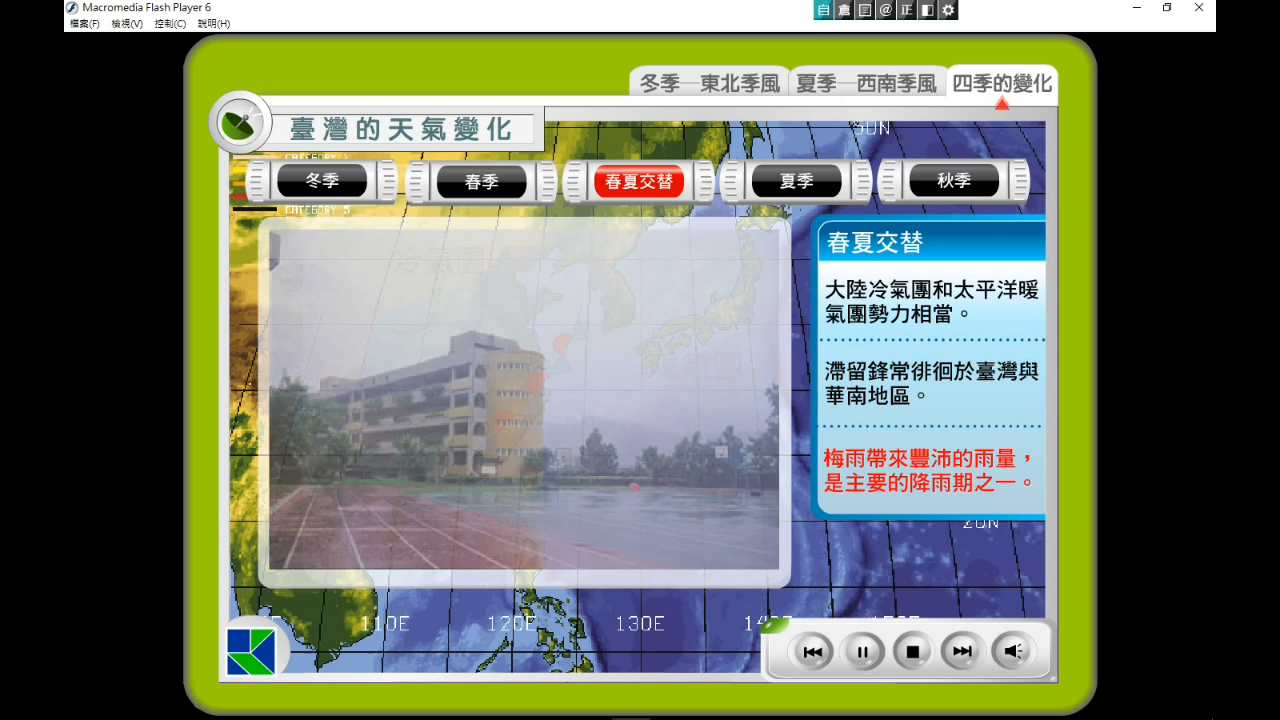 Macromedia Flash Player 6
檔案(F) 檢視(V) 控制(C) 說明(H)
冬季─東北季風
夏季─西南季風
四季的變化
臺灣的天氣變化
冬季
春季
春夏交替
夏季
秋季
CATEGORY 5
春夏交替
大陸冷氣團和太平洋暖
氣團勢力相當。
滯留鋒常徘徊於臺灣與
華南地區。
梅雨帶來豐沛的雨量，
是主要的降雨期之一。
20N
110E
120E
130E